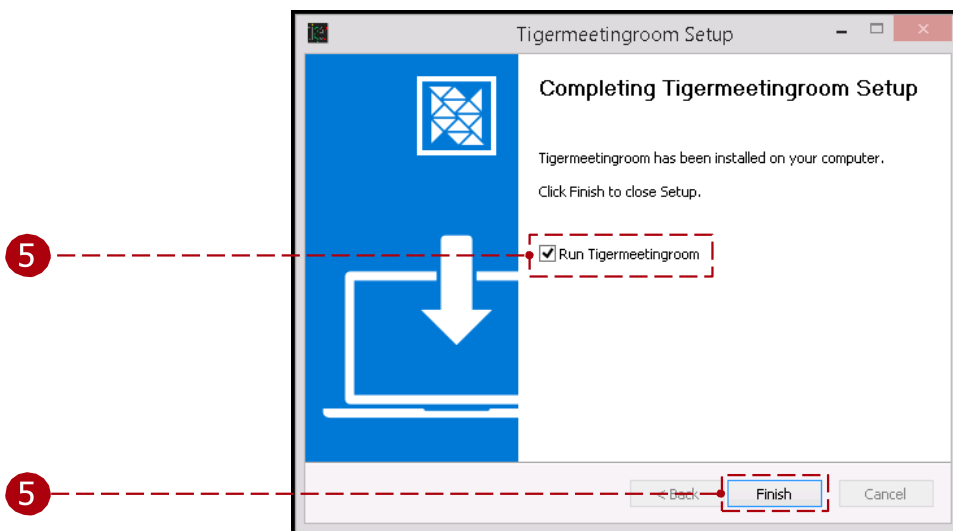 Tigermeetingroom Setup
Completing Tigermeetingroom Setup
Tigermeetingroom has been installed on your computer.
Click Finish to close Setup.
5
Run Tigermeetingroom
5
< Back Finish Cancel